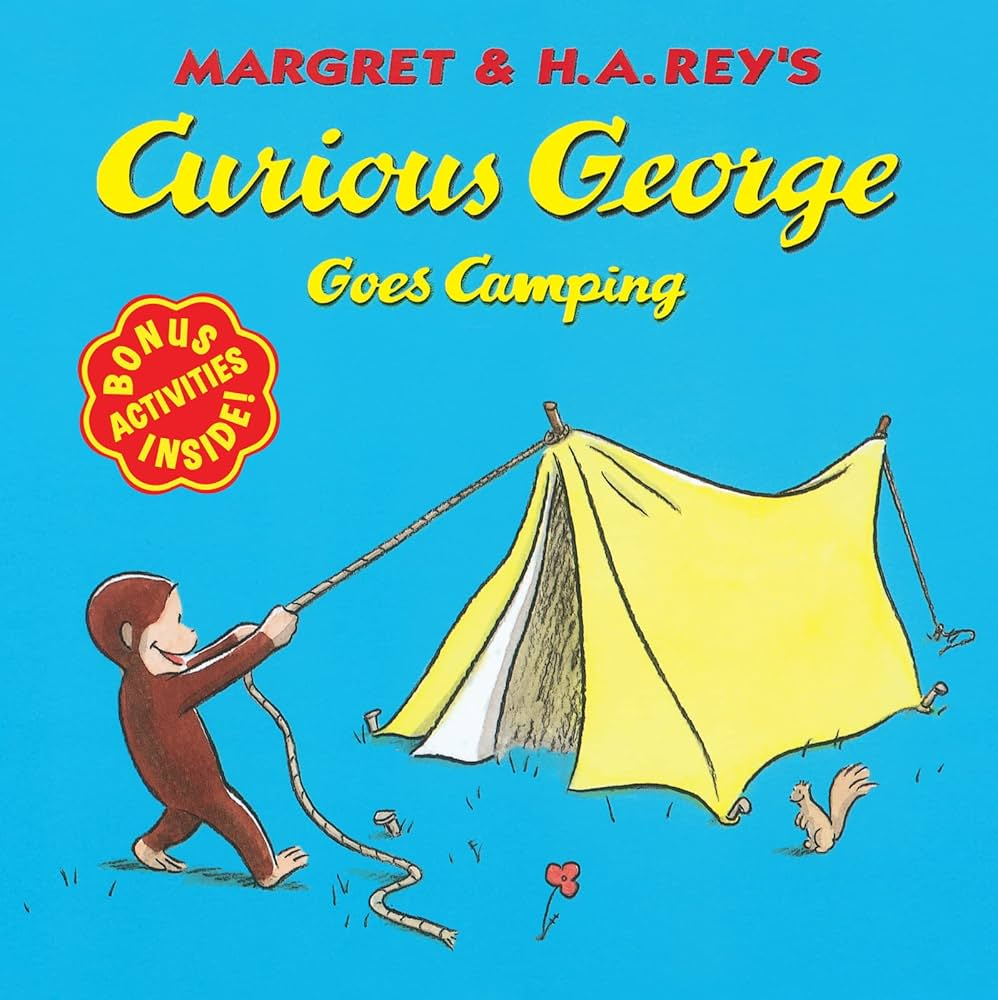 MARGRET & H.A.REY'S
Curious George
Goes Camping
BONUS
ACTIVITIES
INSIDE!